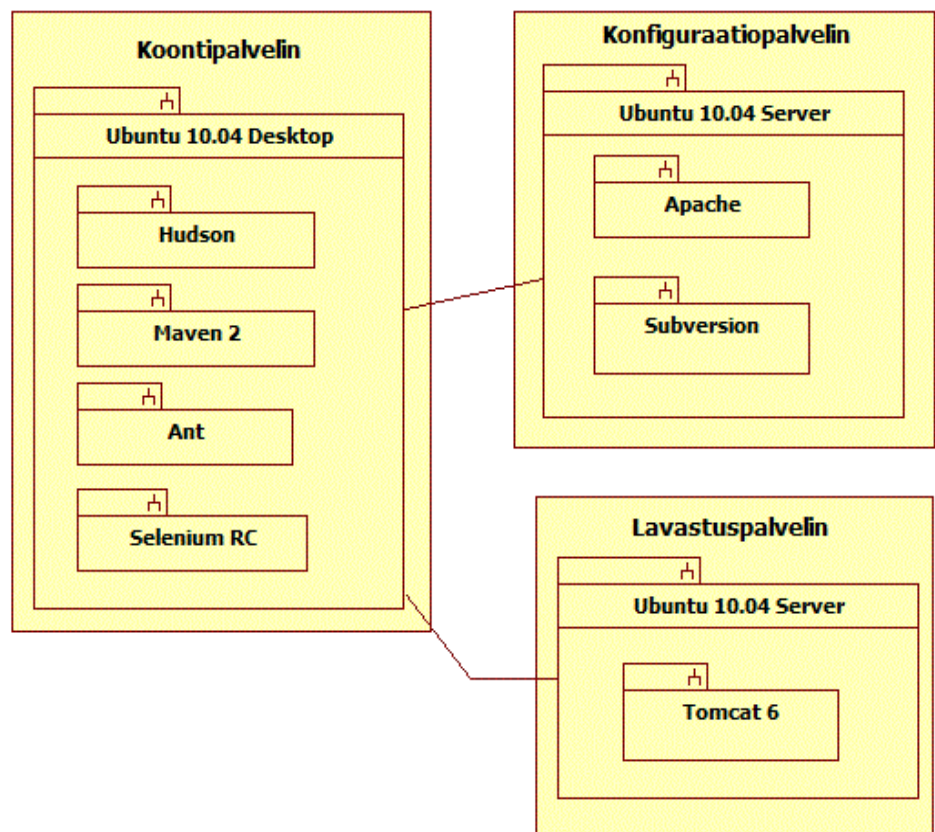 Koontipalvelin
Ubuntu 10.04 Desktop
Hudson
Maven 2
Ant
Selenium RC
Konfiguraatiopalvelin
Ubuntu 10.04 Server
Apache
Subversion
Lavastuspalvelin
Ubuntu 10.04 Server
Tomcat 6